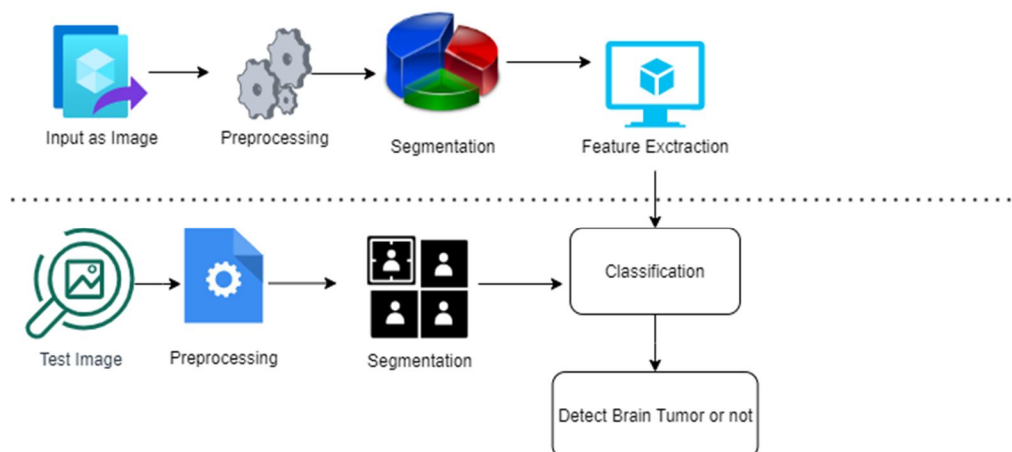 Input as Image
Preprocessing
Segmentation
Feature Exctraction
Test Image
Preprocessing
Segmentation
Classification
Detect Brain Tumor or not